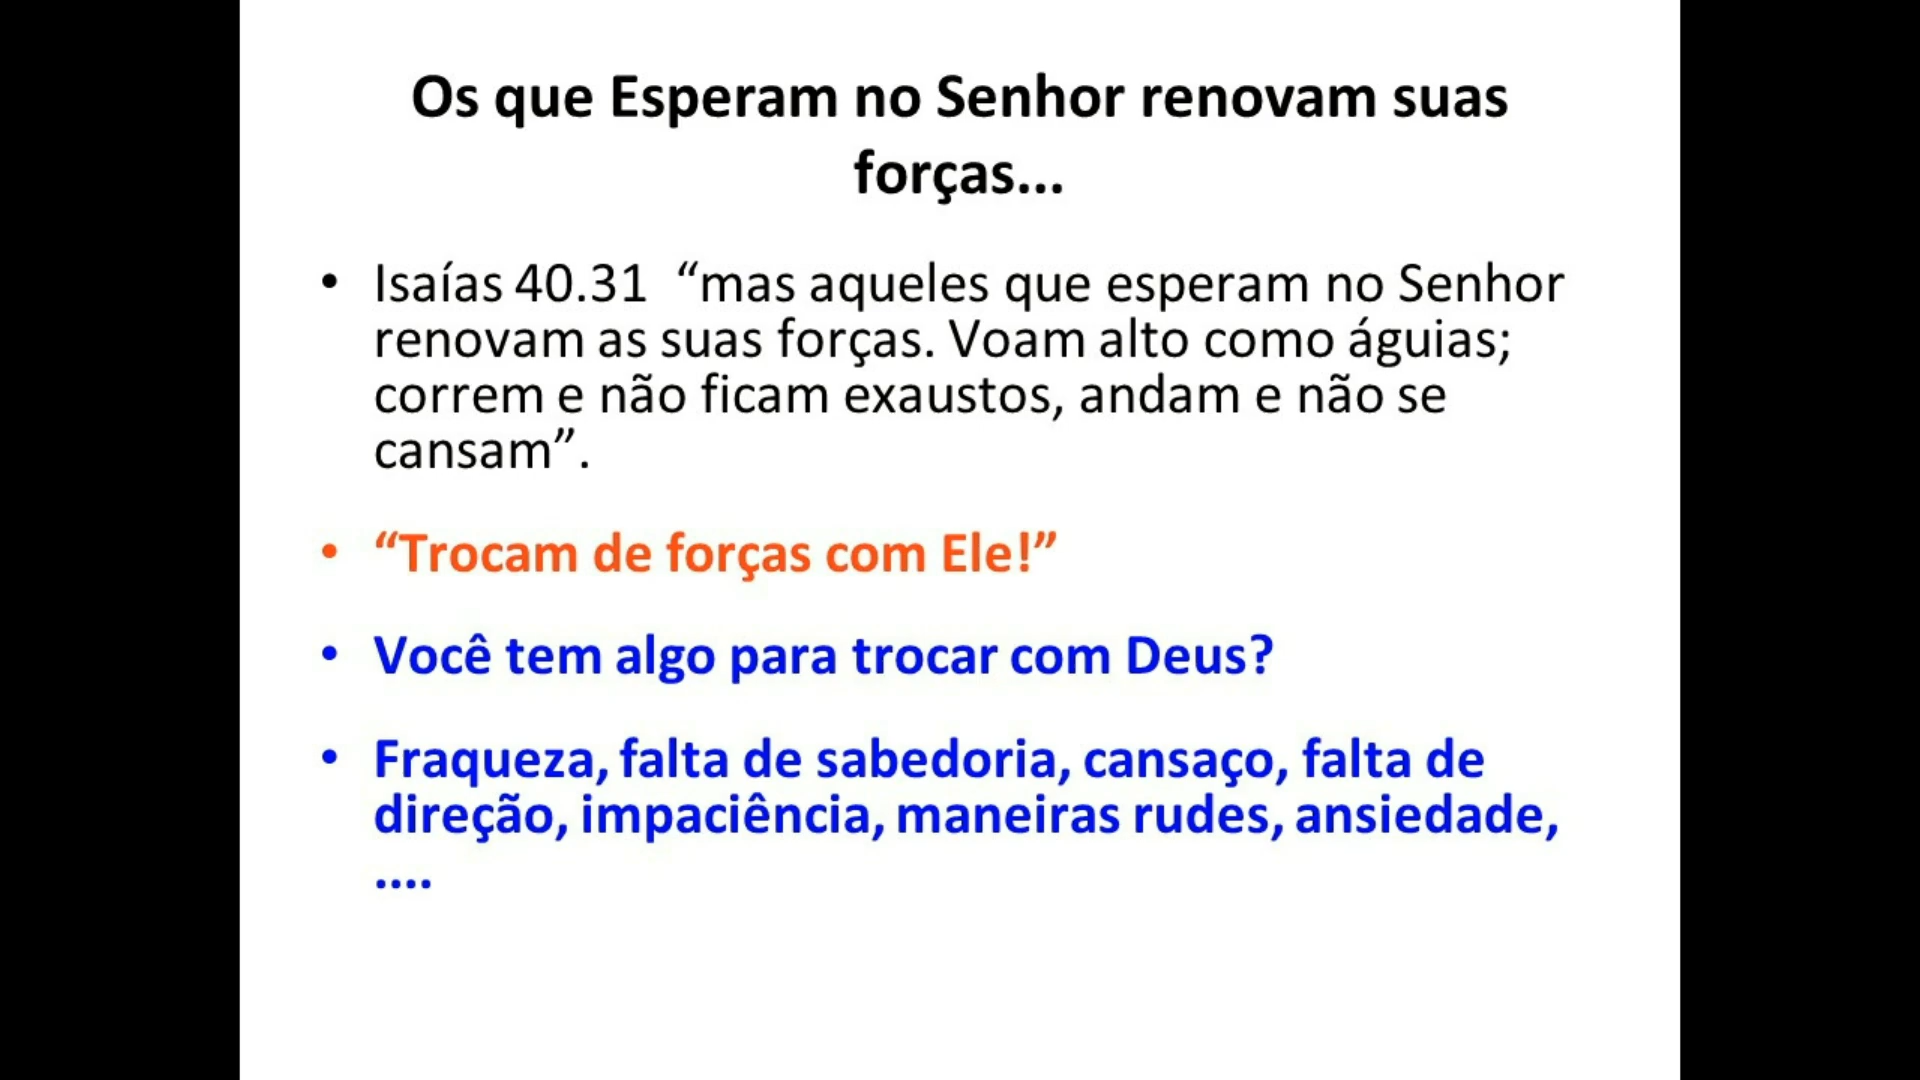 Os que Esperam no Senhor renovam suas
forças...
• Isaías 40.31  “mas aqueles que esperam no Senhor
renovam as suas forças. Voam alto como águias;
correm e não ficam exaustos, andam e não se
cansam”.
• “Trocam de forças com Ele!”
• Você tem algo para trocar com Deus?
• Fraqueza, falta de sabedoria, cansaço, falta de
direção, impaciência, maneiras rudes, ansiedade,
....